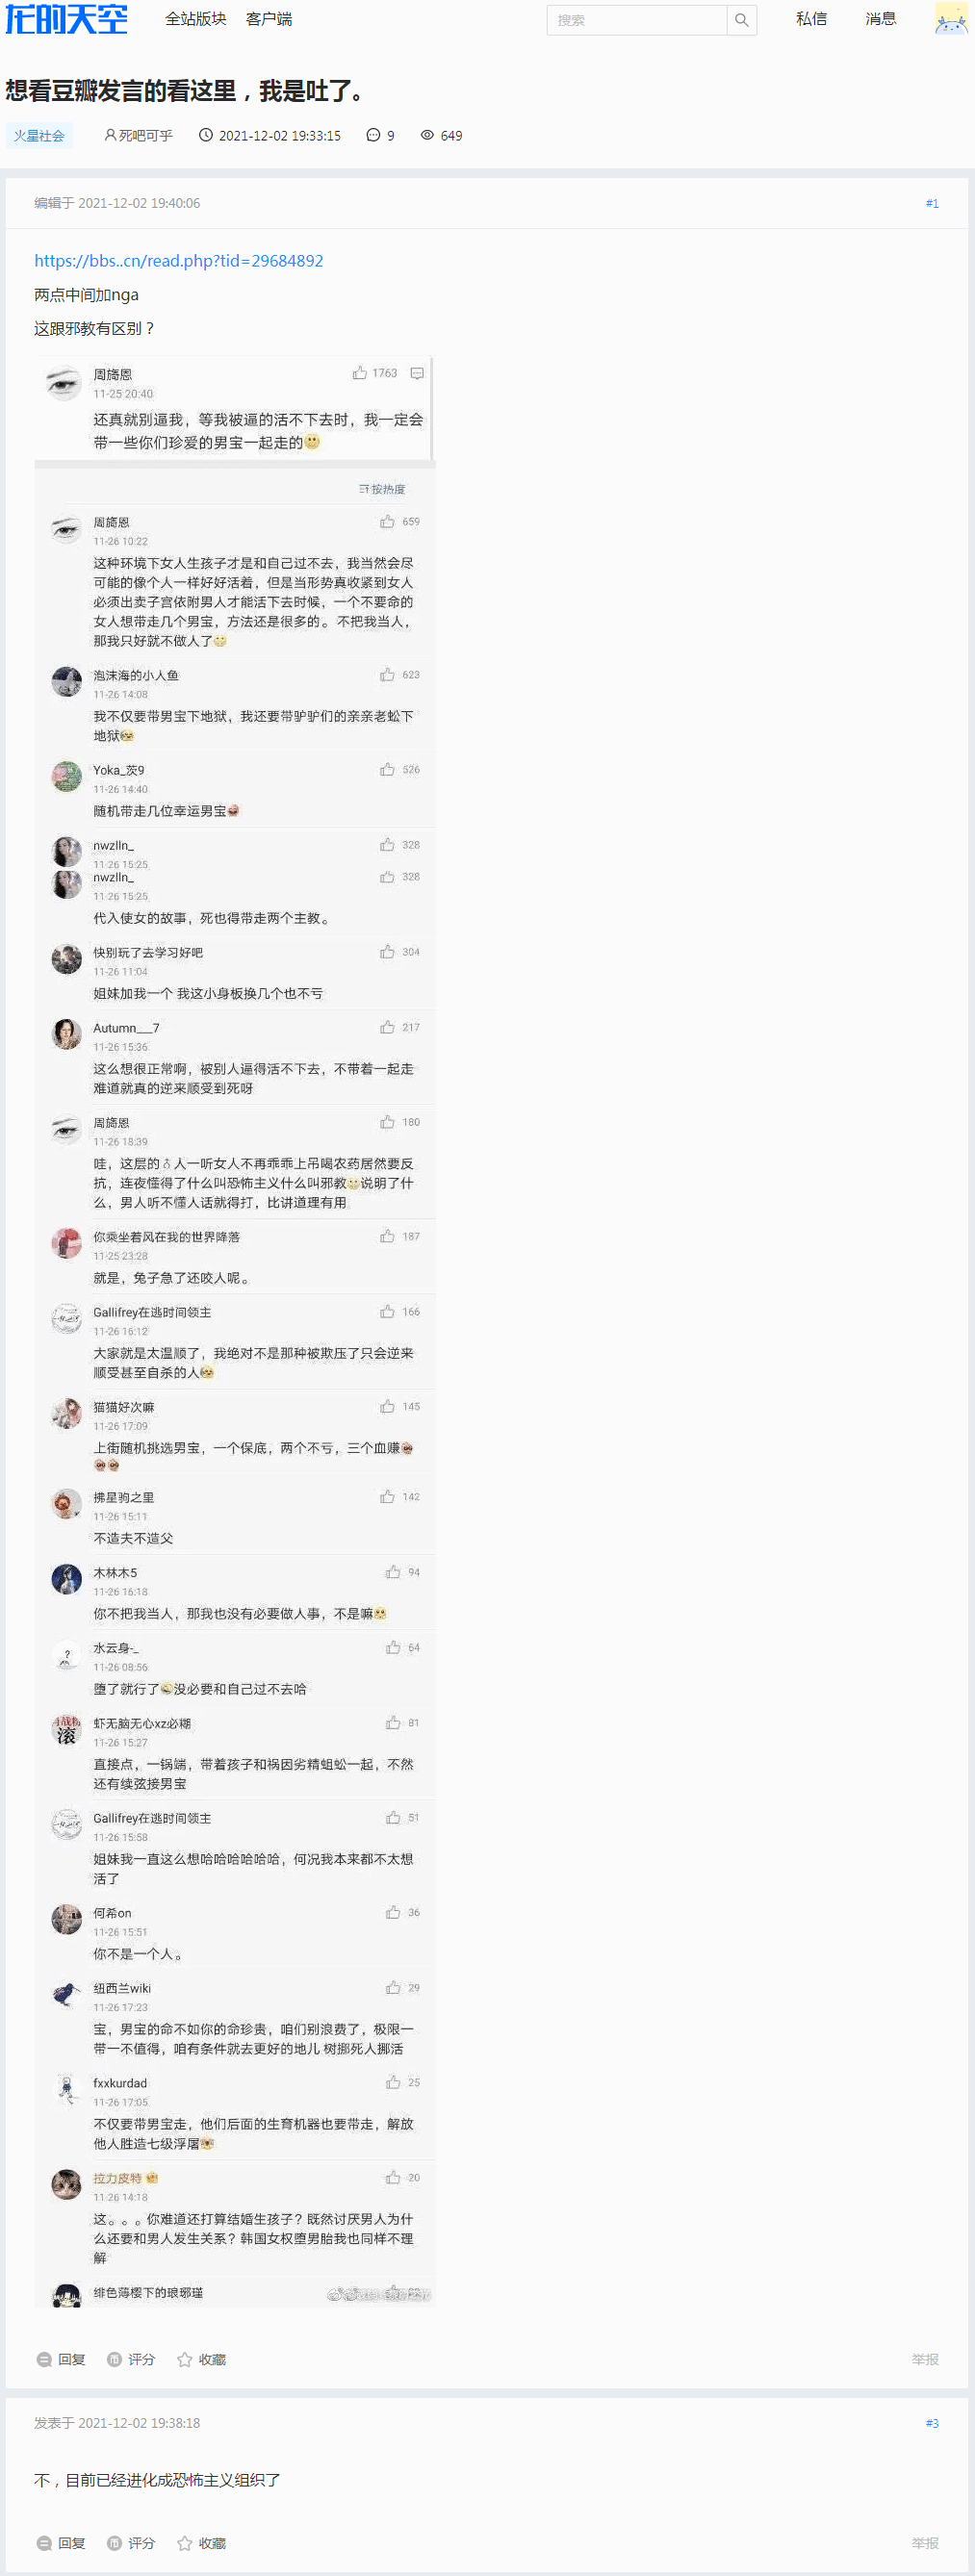 龙的天空
全站版块 客户端
搜索
私信 消息
想看豆瓣发言的看这里，我是吐了。
火星社会 死吧可乎 2021-12-02 19:33:15 9 649
编辑于 2021-12-02 19:40:06 #1
https://bbs..cn/read.php?tid=29684892
两点中间加nga
这跟邪教有区别？
周旖恩 1763
11-25 20:40
还真就别逼我，等我被逼的活不下去时，我一定会
带一些你们珍爱的男宝一起走的
按热度
周旖恩 659
11-26 10:22
这种环境下女人生孩子才是和自己过不去，我当然会尽
可能的像个人一样好好活着，但是当形势真收紧到女人
必须出卖子宫依附男人才能活下去时候，一个不要命的
女人想带走几个男宝，方法还是很多的。不把我当人，
那我只好就不做人了
泡沫海的小人鱼 623
11-26 14:08
我不仅要带男宝下地狱，我还要带驴驴们的亲亲老蚣下
地狱
Yoka_茨9 526
11-26 14:40
随机带走几位幸运男宝
nwzlln_ 328
11-26 15:25
nwzlln_ 328
11-26 15:25
代入使女的故事，死也得带走两个主教。
快别玩了去学习好吧 304
11-26 11:04
姐妹加我一个 我这小身板换几个也不亏
Autumn___7 217
11-26 15:36
这么想很正常啊，被别人逼得活不下去，不带着一起走
难道就真的逆来顺受到死呀
周旖恩 180
11-26 18:39
哇，这层的♂人一听女人不再乖乖上吊喝农药居然要反
抗，连夜懂得了什么叫恐怖主义什么叫邪教说明了什
么，男人听不懂人话就得打，比讲道理有用
你乘坐着风在我的世界降落 187
11-25 23:28
就是，兔子急了还咬人呢。
Gallifrey在逃时间领主 166
11-26 16:12
大家就是太温顺了，我绝对不是那种被欺压了只会逆来
顺受甚至自杀的人
猫猫好次嘛 145
11-26 17:09
上街随机挑选男宝，一个保底，两个不亏，三个血赚
拂星驹之里 142
11-26 15:11
不造夫不造父
木林木5 94
11-26 16:18
你不把我当人，那我也没有必要做人事，不是嘛
水云身-_ 64
11-26 08:56
堕了就行了没必要和自己过不去哈
虾无脑无心xz必糊 81
11-26 15:27
直接点，一锅端，带着孩子和祸因劣精蛆蚣一起，不然
还有续弦接男宝
Gallifrey在逃时间领主 51
11-26 15:58
姐妹我一直这么想哈哈哈哈哈哈，何况我本来都不太想
活了
何希on 36
11-26 15:51
你不是一个人。
纽西兰wiki 29
11-26 17:23
宝，男宝的命不如你的命珍贵，咱们别浪费了，极限一
带一不值得，咱有条件就去更好的地儿 树挪死人挪活
fxxkurdad 25
11-26 17:05
不仅要带男宝走，他们后面的生育机器也要带走，解放
他人胜造七级浮屠
拉力皮特 20
11-26 14:18
这。。。你难道还打算结婚生孩子？既然讨厌男人为什
么还要和男人发生关系？韩国女权堕男胎我也同样不理
解
绯色薄樱下的琅琊瑾
回复 评分 收藏 举报
发表于 2021-12-02 19:38:18 #3
不，目前已经进化成恐怖主义组织了
回复 评分 收藏 举报